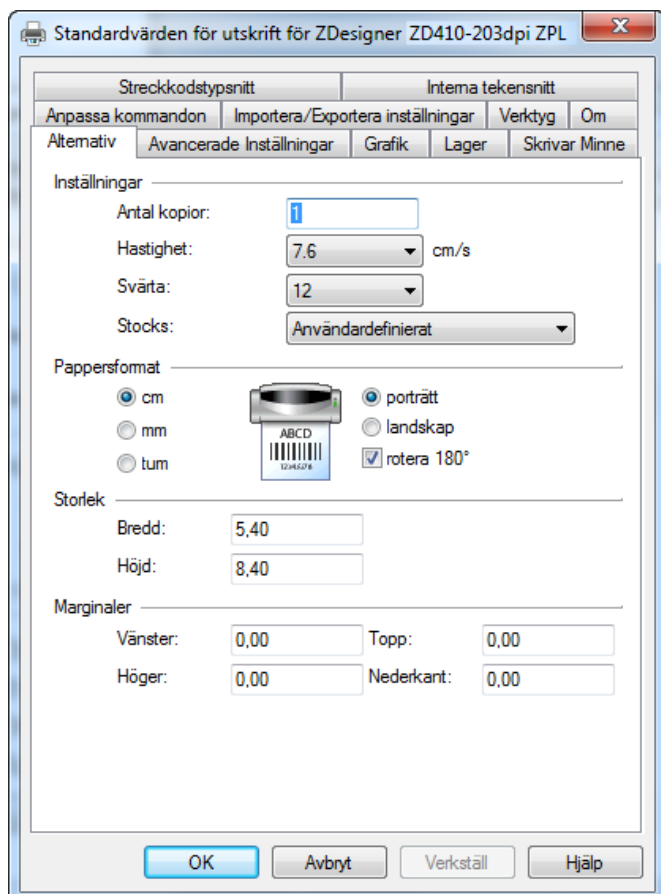 Standardvärden för utskrift för ZDesigner ZD410-203dpi ZPL
Streckkodstypsnitt Interna tekensnitt
Anpassa kommandon Importera/Exportera inställningar Verktyg Om
Alternativ Avancerade Inställningar Grafik Lager Skrivar Minne
Inställningar
Antal kopior: 1
Hastighet: 7.6 cm/s
Svärta: 12
Stocks: Användardefinierat
Pappersformat
cm porträtt
mm landskap
tum rotera 180°
ABCD
12345678
Storlek
Bredd: 5,40
Höjd: 8,40
Marginaler
Vänster: 0,00 Topp: 0,00
Höger: 0,00 Nederkant: 0,00
OK Avbryt Verkställ Hjälp